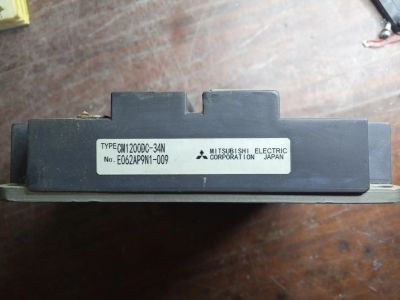 TYPE CM1200DC-34N
No. E062AP9N1-009
MITSUBISHI ELECTRIC
CORPORATION JAPAN